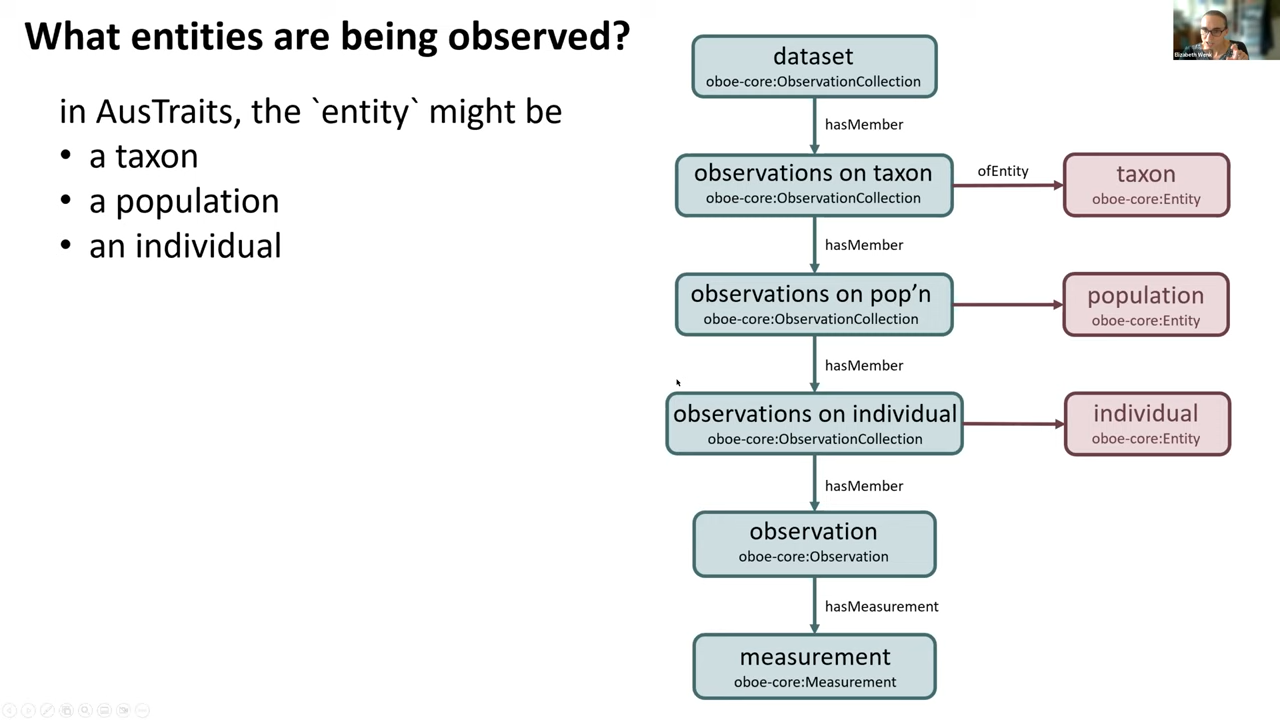 What entities are being observed?
in AusTraits, the `entity` might be
• a taxon
• a population
• an individual
dataset
oboe-core:ObservationCollection
hasMember
observations on taxon
oboe-core:ObservationCollection
ofEntity
taxon
oboe-core:Entity
hasMember
observations on pop’n
oboe-core:ObservationCollection
population
oboe-core:Entity
hasMember
observations on individual
oboe-core:ObservationCollection
individual
oboe-core:Entity
hasMember
observation
oboe-core:Observation
hasMeasurement
measurement
oboe-core:Measurement
Elizabeth Wenk